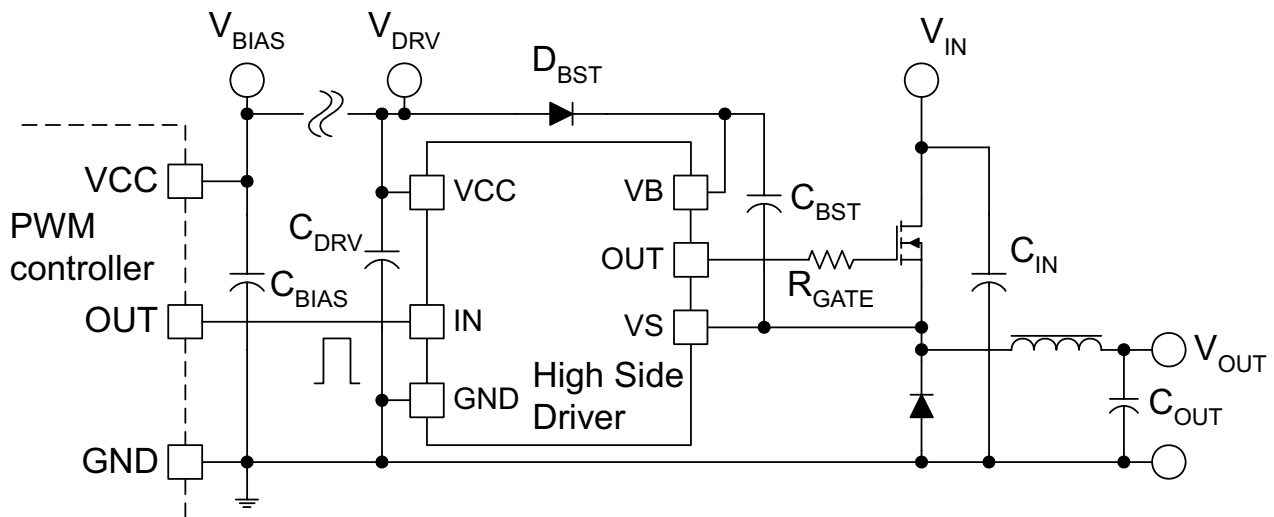 VBIAS
VDRV
DBST
VIN
VCC
PWM
controller
OUT
GND
CBIAS
CDRV
VCC
IN
GND
VB
OUT
VS
High Side
Driver
CBST
RGATE
CIN
VOUT
COUT